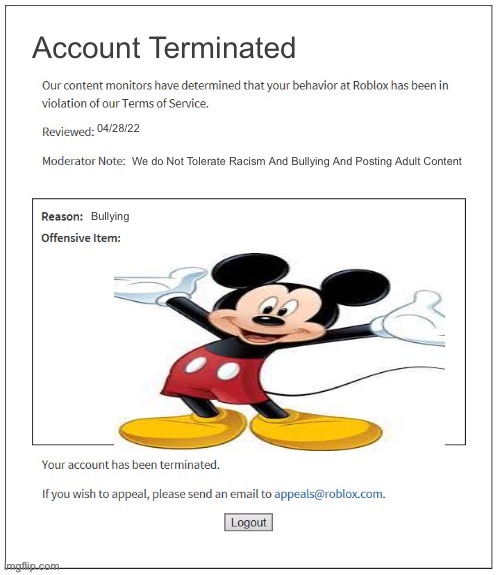 Account Terminated
Our content monitors have determined that your behavior at Roblox has been in
violation of our Terms of Service.
Reviewed: 04/28/22
Moderator Note: We do Not Tolerate Racism And Bullying And Posting Adult Content
Reason: Bullying
Offensive Item:
Your account has been terminated.
If you wish to appeal, please send an email to appeals@roblox.com.
Logout
imgflip.com